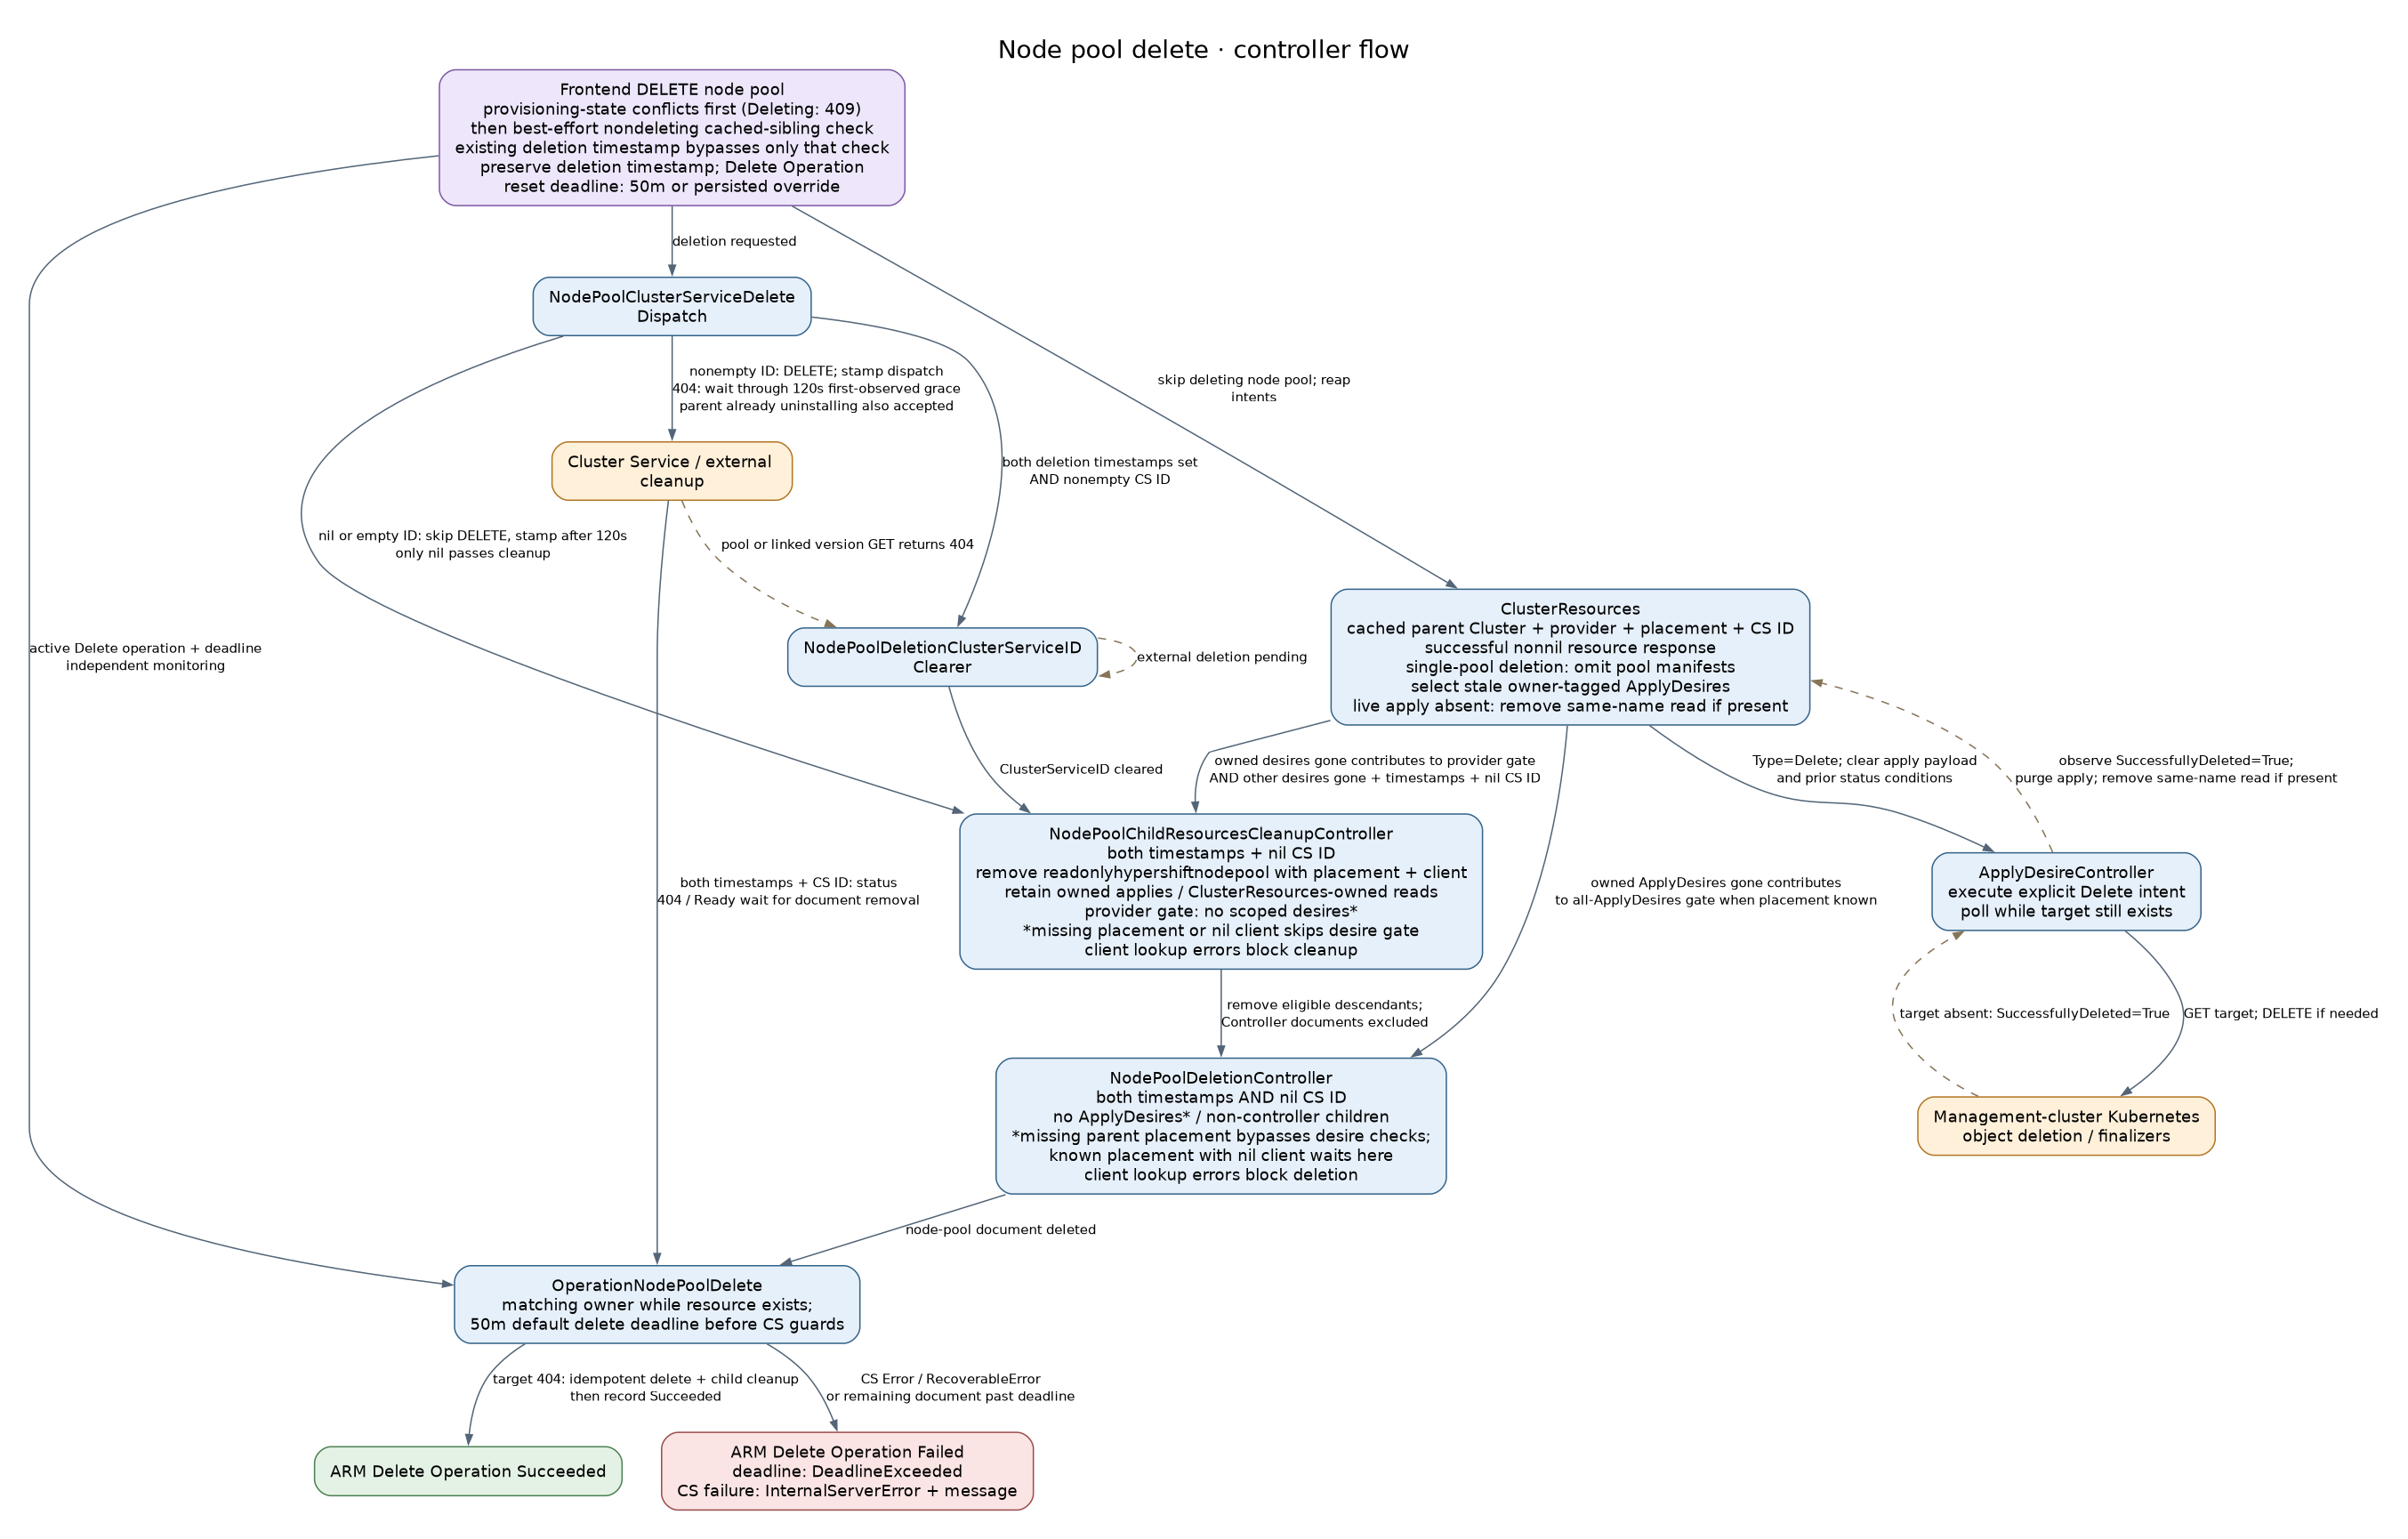 Node pool delete · controller flow
Frontend DELETE node pool
provisioning-state conflicts first (Deleting: 409)
then best-effort nondeleting cached-sibling check
existing deletion timestamp bypasses only that check
preserve deletion timestamp; Delete Operation
reset deadline: 50m or persisted override
deletion requested
NodePoolClusterServiceDelete
Dispatch
nonempty ID: DELETE; stamp dispatch
404: wait through 120s first-observed grace
parent already uninstalling also accepted
skip deleting node pool; reap
intents
Cluster Service / external
cleanup
both deletion timestamps set
AND nonempty CS ID
nil or empty ID: skip DELETE, stamp after 120s
only nil passes cleanup
pool or linked version GET returns 404
active Delete operation + deadline
independent monitoring
NodePoolDeletionClusterServiceID
Clearer
external deletion pending
ClusterResources
cached parent Cluster + provider + placement + CS ID
successful nonnil resource response
single-pool deletion: omit pool manifests
select stale owner-tagged ApplyDesires
live apply absent: remove same-name read if present
ClusterServiceID cleared
owned desires gone contributes to provider gate
AND other desires gone + timestamps + nil CS ID
Type=Delete; clear apply payload
and prior status conditions
observe SuccessfullyDeleted=True;
purge apply; remove same-name read if present
NodePoolChildResourcesCleanupController
both timestamps + nil CS ID
remove readonlyhypershiftnodepool with placement + client
retain owned applies / ClusterResources-owned reads
provider gate: no scoped desires*
*missing placement or nil client skips desire gate
client lookup errors block cleanup
both timestamps + CS ID: status
404 / Ready wait for document removal
owned ApplyDesires gone contributes
to all-ApplyDesires gate when placement known
ApplyDesireController
execute explicit Delete intent
poll while target still exists
remove eligible descendants;
Controller documents excluded
target absent: SuccessfullyDeleted=True
GET target; DELETE if needed
NodePoolDeletionController
both timestamps AND nil CS ID
no ApplyDesires* / non-controller children
*missing parent placement bypasses desire checks;
known placement with nil client waits here
client lookup errors block deletion
Management-cluster Kubernetes
object deletion / finalizers
node-pool document deleted
OperationNodePoolDelete
matching owner while resource exists;
50m default delete deadline before CS guards
target 404: idempotent delete + child cleanup
then record Succeeded
CS Error / RecoverableError
or remaining document past deadline
ARM Delete Operation Succeeded
ARM Delete Operation Failed
deadline: DeadlineExceeded
CS failure: InternalServerError + message